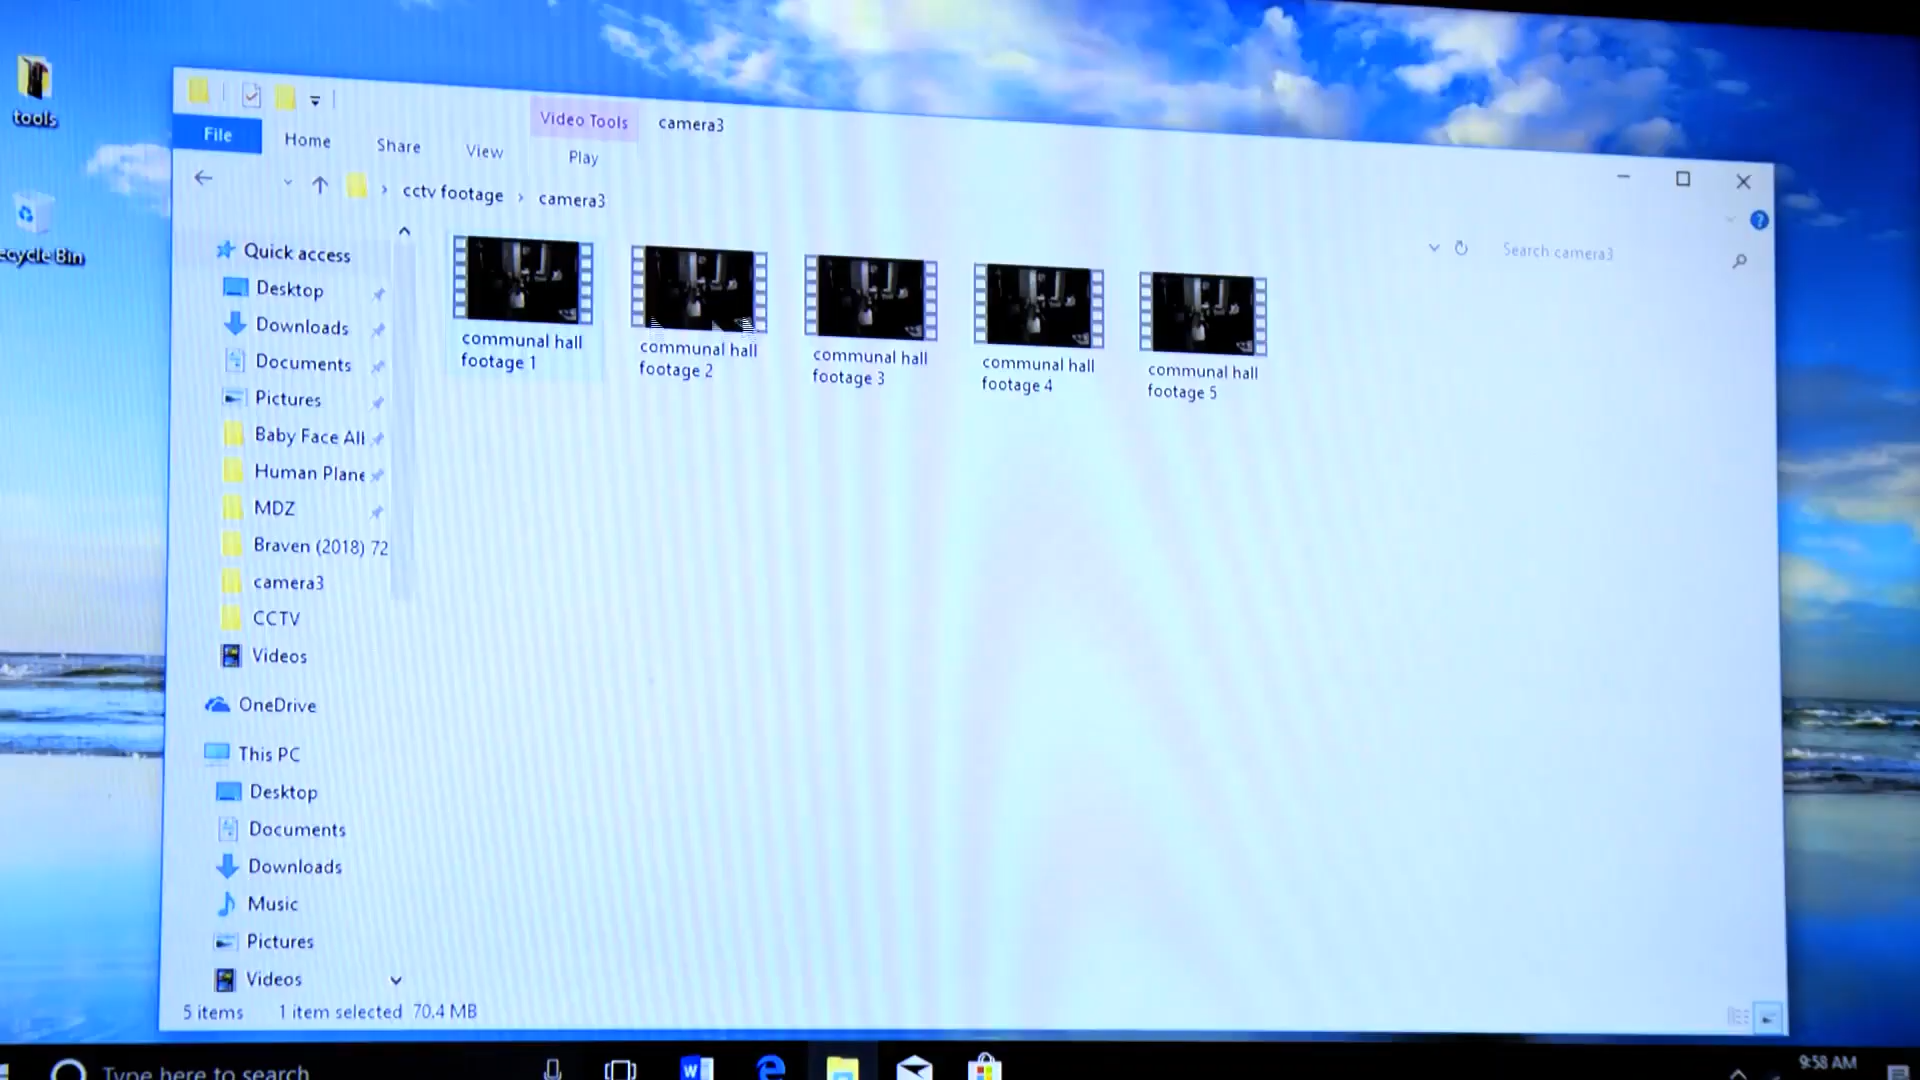 tools
ecycle Bin
Video Tools
camera3
File
Home
Share
View
Play
cctv footage
camera3
Search camera3
Quick access
Desktop
Downloads
Documents
Pictures
Baby Face All
Human Plane
MDZ
Braven (2018) 72
camera3
CCTV
Videos
OneDrive
This PC
Desktop
Documents
Downloads
Music
Pictures
Videos
communal hall
footage 1
communal hall
footage 2
communal hall
footage 3
communal hall
footage 4
communal hall
footage 5
5 items
1 item selected 70.4 MB
Type here to search
9:58 AM